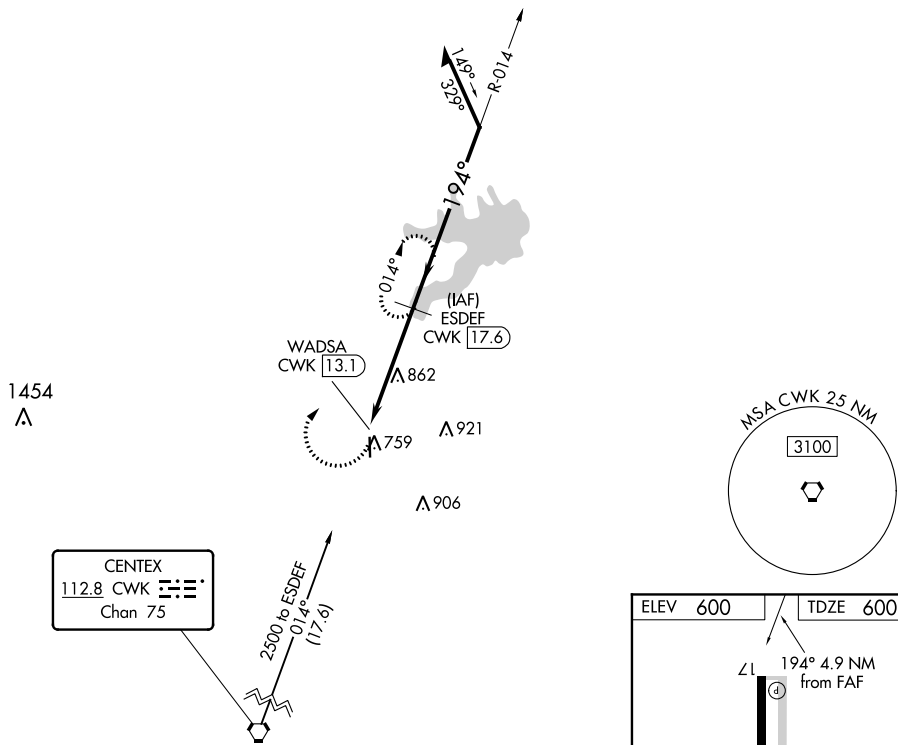 149°
329°
R-014
194°
014°
(IAF)
ESDEF
CWK 17.6
WADSA
CWK 13.1
862
1454
759
921
906
MSA CWK 25 NM
3100
CENTEX
112.8 CWK
Chan 75
2500 to ESDEF
014°
(17.6)
ELEV 600
TDZE 600
194° 4.9 NM
from FAF
17
P